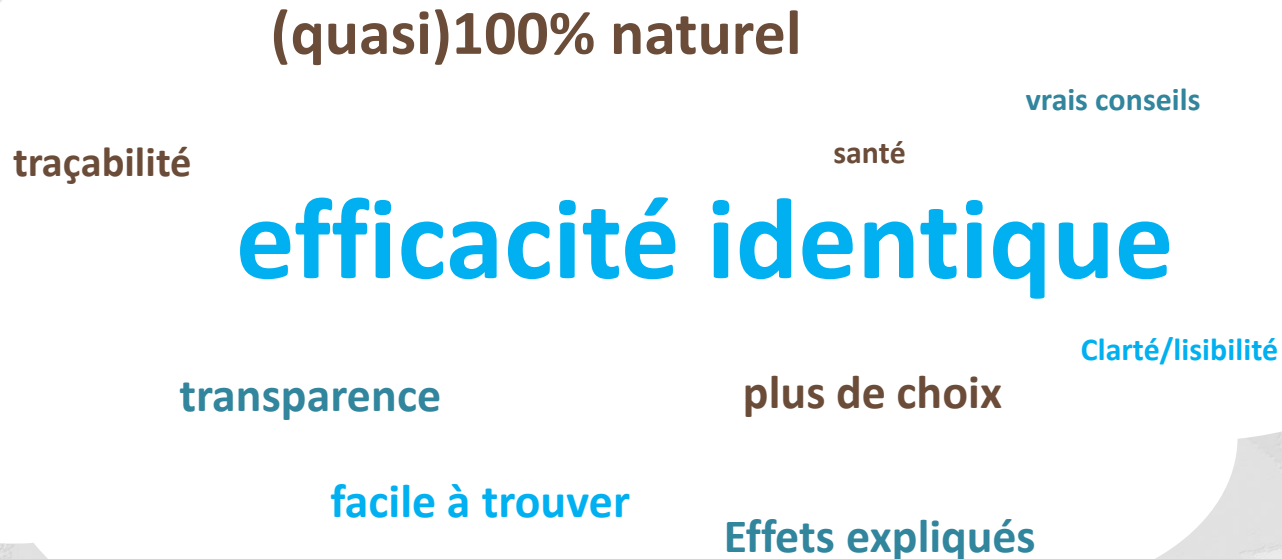 (quasi)100% naturel
vrais conseils
traçabilité
santé
efficacité identique
Clarté/lisibilité
transparence
plus de choix
facile à trouver
Effets expliqués